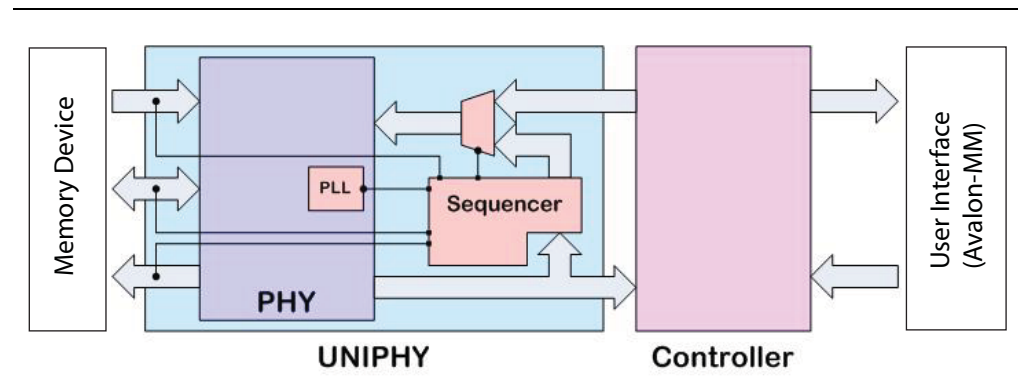 Memory Device
PLL
Sequencer
PHY
UNIPHY
Controller
User Interface
(Avalon-MM)